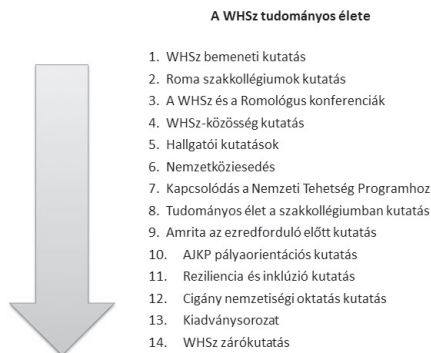 A WHSz tudományos élete
1. WHSz bemeneti kutatás
2. Roma szakkollégiumok kutatás
3. A WHSz és a Romológus konferenciák
4. WHSz-közösség kutatás
5. Hallgatói kutatások
6. Nemzetköziesedés
7. Kapcsolódás a Nemzeti Tehetség Programhoz
8. Tudományos élet a szakkollégiumban kutatás
9. Amrita az ezredforduló előtt kutatás
10. AJKP pályaorientációs kutatás
11. Reziliencia és inklúzió kutatás
12. Cigány nemzetiségi oktatás kutatás
13. Kiadványsorozat
14. WHSz zárókutatás